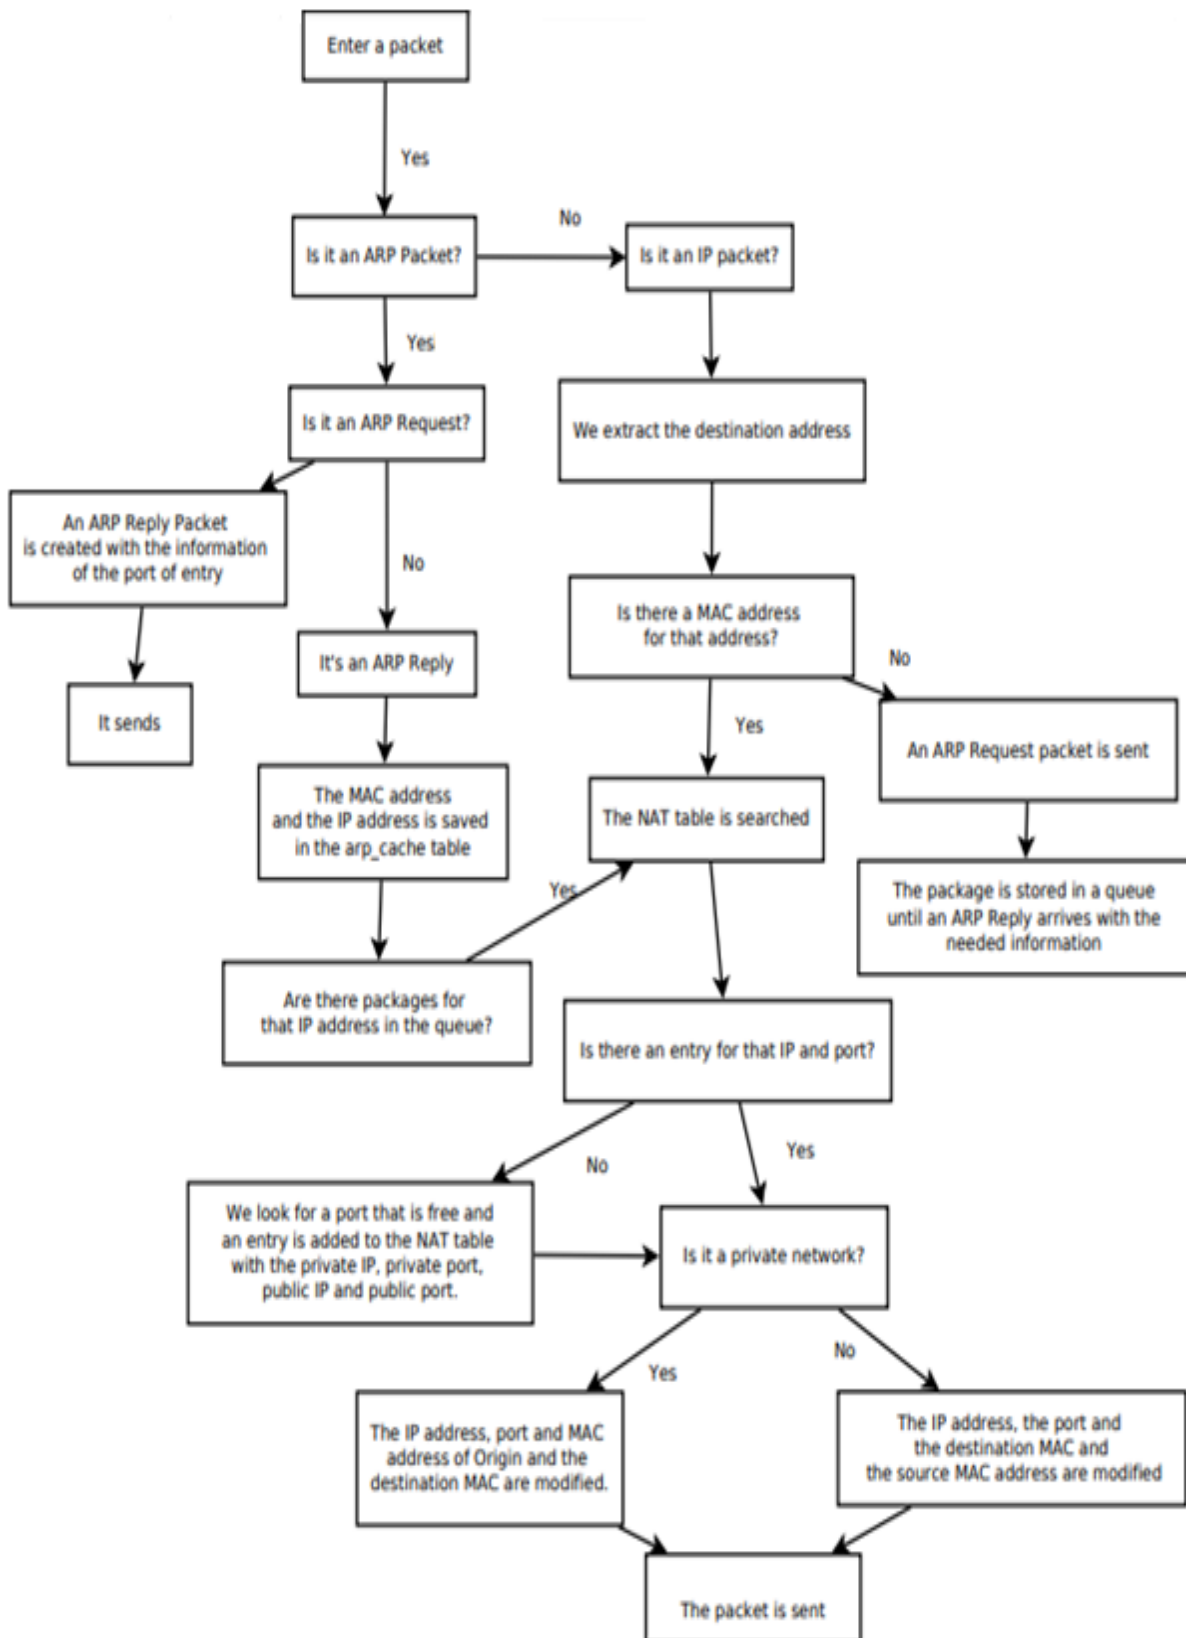 Enter a packet
Yes
Is it an ARP Packet?
No
Is it an IP packet?
Yes
Is it an ARP Request?
We extract the destination address
An ARP Reply Packet
is created with the information
of the port of entry
No
Is there a MAC address
for that address?
It's an ARP Reply
No
It sends
Yes
An ARP Request packet is sent
The MAC address
and the IP address is saved
in the arp_cache table
The NAT table is searched
Yes
The package is stored in a queue
until an ARP Reply arrives with the
needed information
Are there packages for
that IP address in the queue?
Is there an entry for that IP and port?
No
Yes
We look for a port that is free and
an entry is added to the NAT table
with the private IP, private port,
public IP and public port.
Is it a private network?
Yes
No
The IP address, port and MAC
address of Origin and the
destination MAC are modified.
The IP address, the port and
the destination MAC and
the source MAC address are modified
The packet is sent